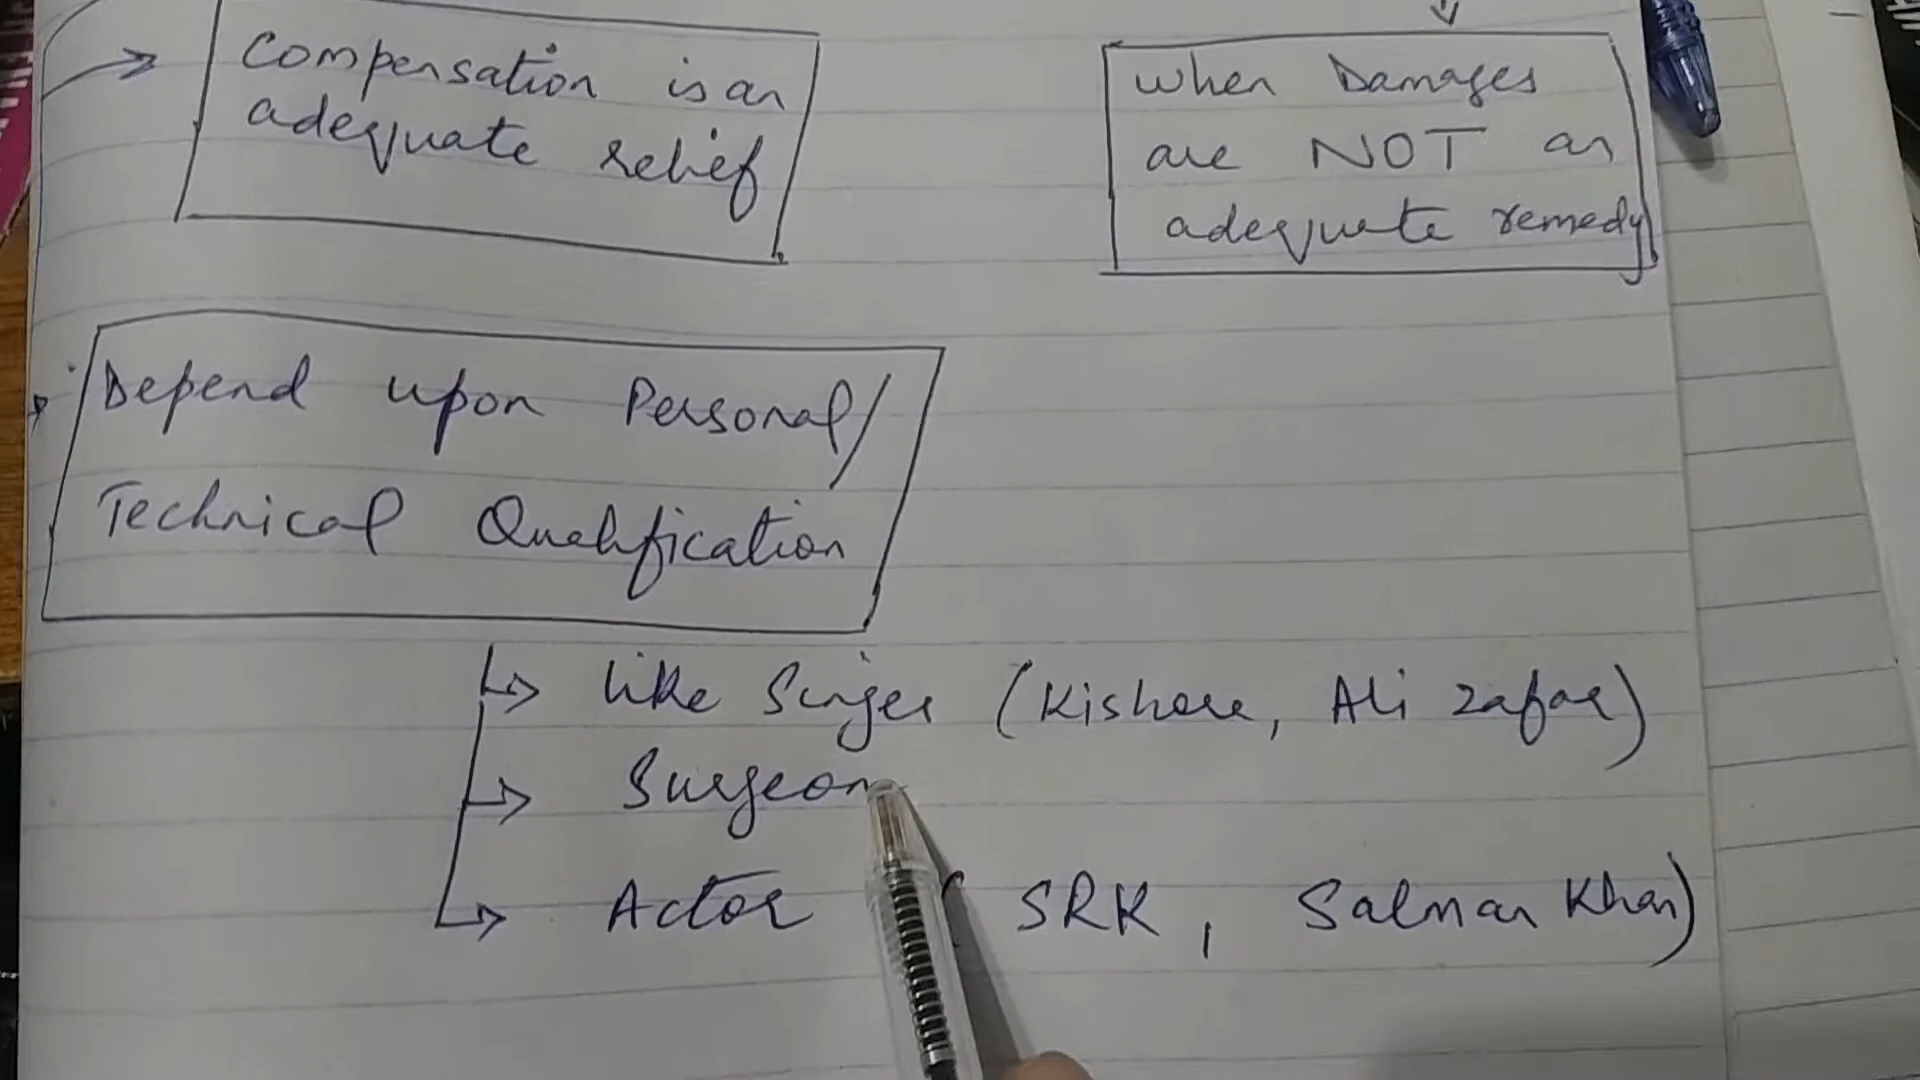 Compensation is an
adequate relief
When Damages
are NOT an
adequate remedy
Depend upon Personal/
Technical Qualification
like Singer (Kishore, Ali Zafar)
Surgeon
Actor ( SRK, Salman Khan)